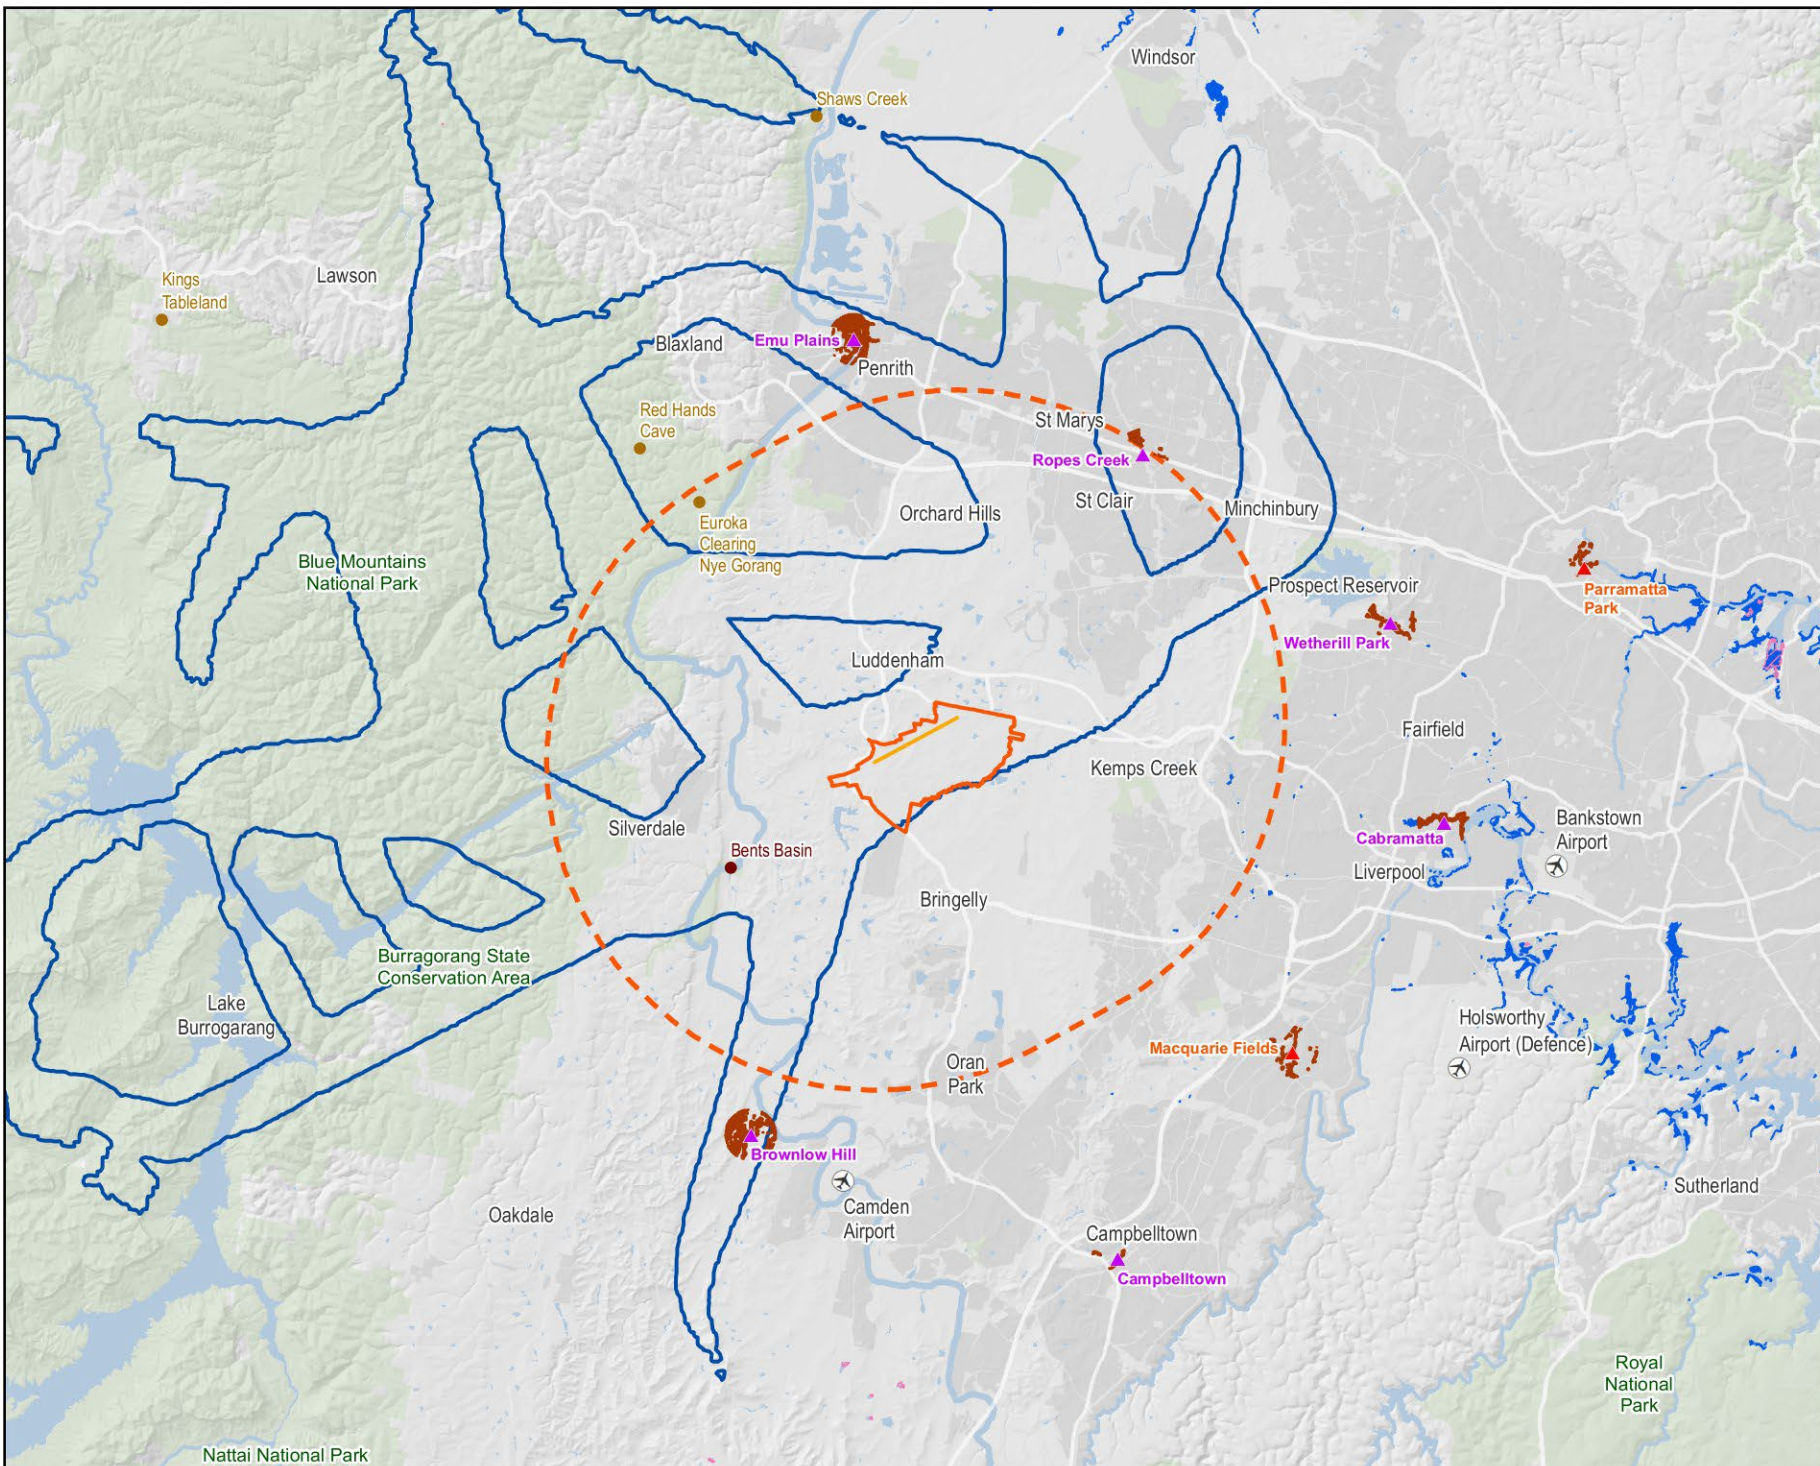 Windsor
Shaws Creek
Kings
Tableland
Lawson
Blaxland
Emu Plains
Penrith
Red Hands
Cave
St Marys
Ropes Creek
St Clair
Orchard Hills
Minchinbury
Euroka
Clearing
Nye Gorang
Blue Mountains
National Park
Prospect Reservoir
Parramatta
Park
Wetherill Park
Luddenham
Fairfield
Kemps Creek
Silverdale
Bents Basin
Cabramatta
Bankstown
Airport
Liverpool
Bringelly
Burragorang State
Conservation Area
Lake
Burrogarang
Holsworthy
Airport (Defence)
Macquarie Fields
Oran
Park
Brownlow Hill
Camden
Airport
Oakdale
Sutherland
Campbelltown
Campbelltown
Royal
National
Park
Nattai National Park